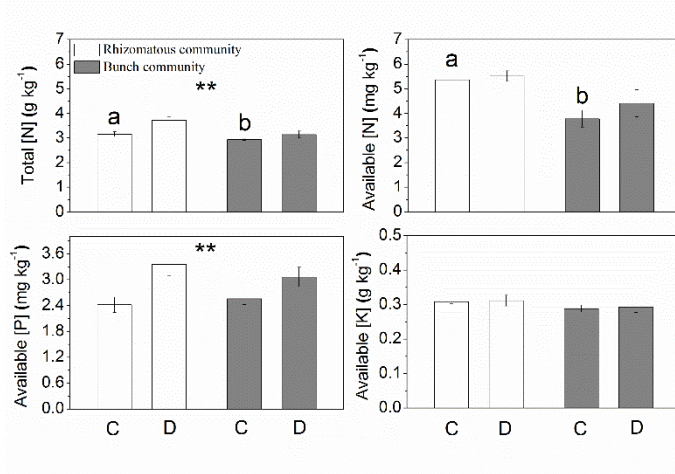 Rhizomatous community
Bunch community
Total [N] (g kg-1)
7
6
5
4
3
2
1
0
a
**
b
Available [N] (mg kg-1)
7
6
5
4
3
2
1
0
a
b
Available [P] (mg kg-1)
3.6
3.0
2.4
1.8
1.2
0.6
0.0
**
C D C D
Available [K] (g kg-1)
0.5
0.4
0.3
0.2
0.1
0.0
C D C D